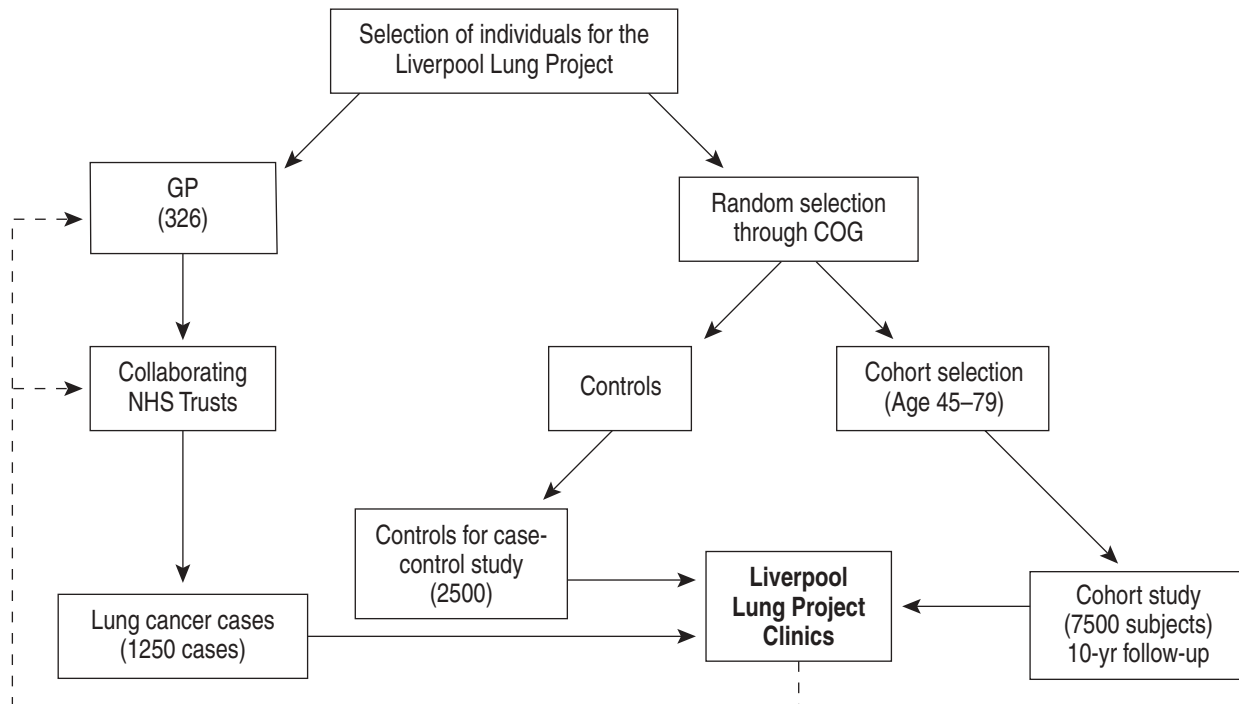 Selection of individuals for the
Liverpool Lung Project
GP
(326)
Random selection
through COG
Collaborating
NHS Trusts
Controls
Cohort selection
(Age 45–79)
Controls for case-
control study
(2500)
Liverpool
Lung Project
Clinics
Cohort study
(7500 subjects)
10-yr follow-up
Lung cancer cases
(1250 cases)